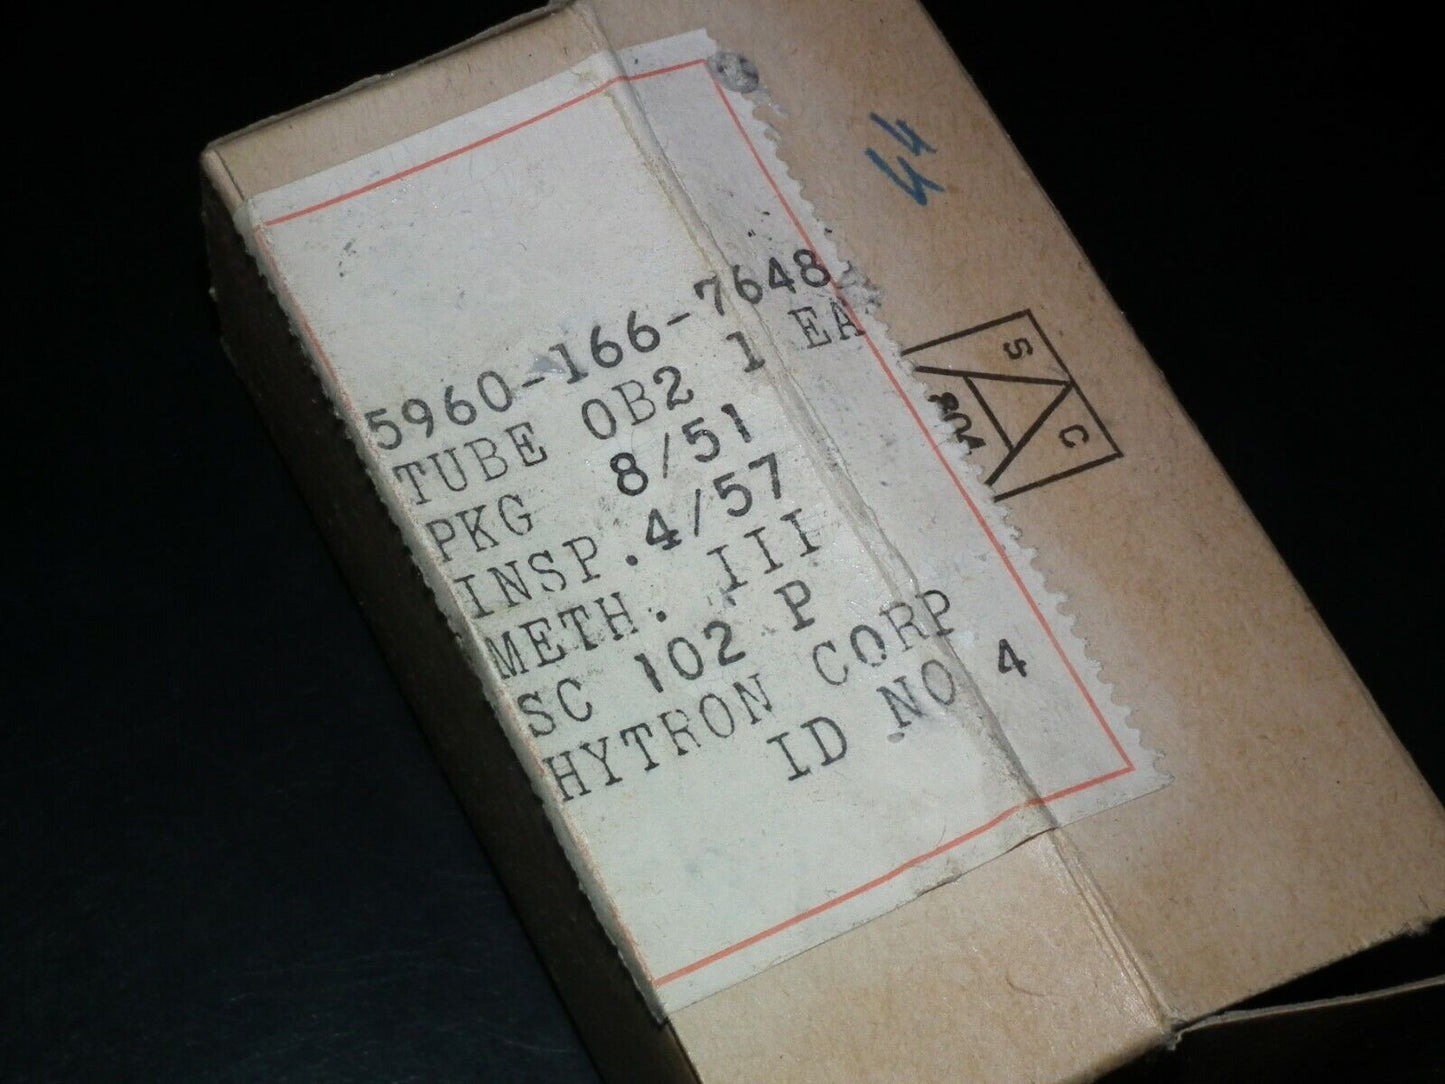 5960-166-7648
TUBE 0B2 1 EA
PKG 8/51
INSP. 4/57
METH. III
SC 102 P
HYTRON CORP
ID NO 4
44
S
C